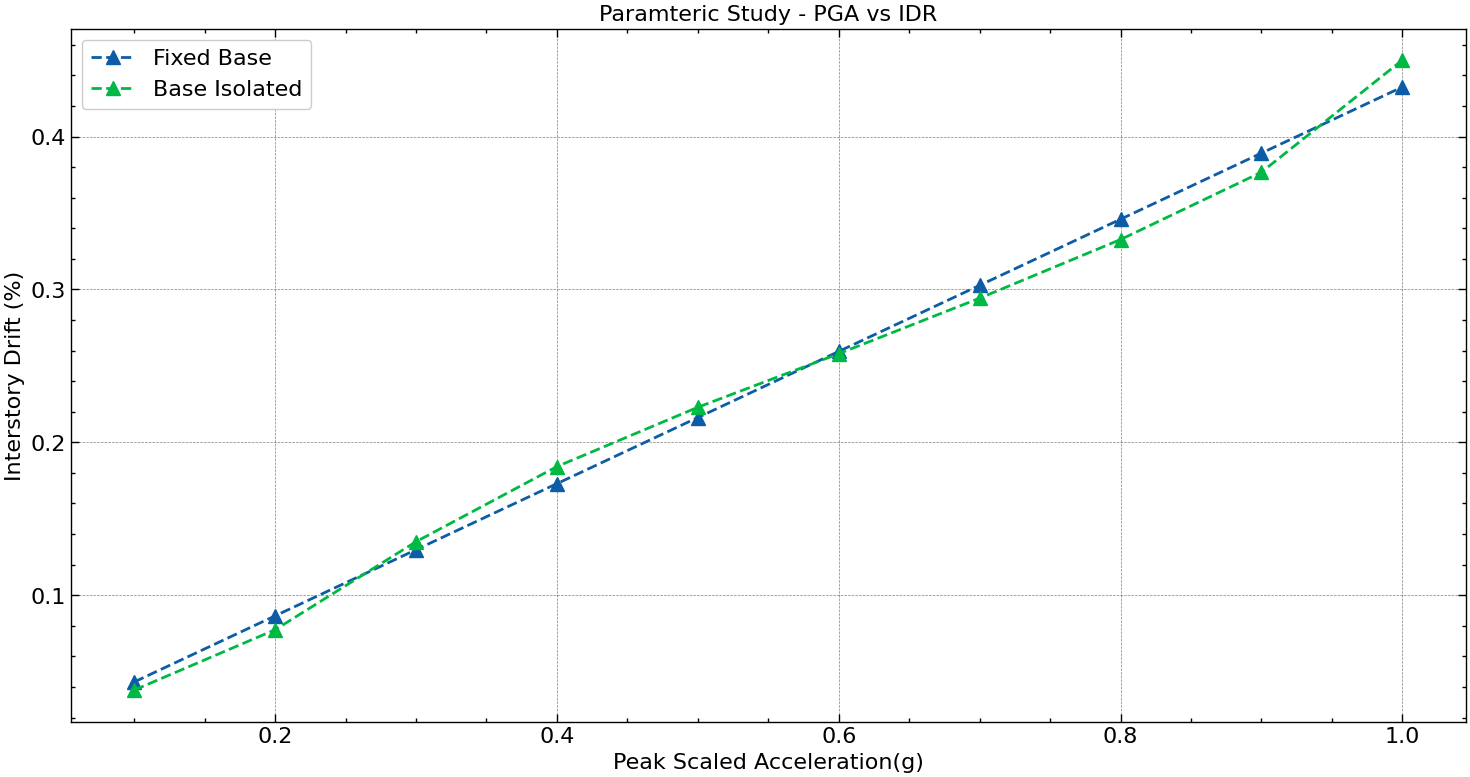 Paramteric Study - PGA vs IDR
Fixed Base
Base Isolated
0.4
0.3
0.2
0.1
Interstory Drift (%)
0.2 0.4 0.6 0.8 1.0
Peak Scaled Acceleration(g)